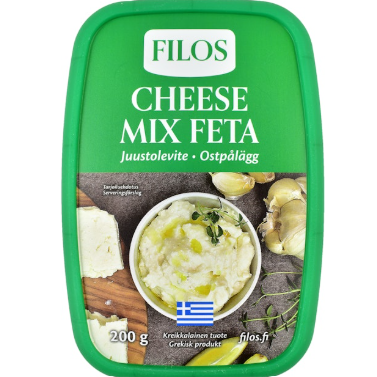 FILOS
CHEESE
MIX FETA
Juustolevite • Ostpålägg
Tarjoiluehdotus
Serveringsförslag
200 g
Kreikkalainen tuote
Grekisk produkt
filos.fi